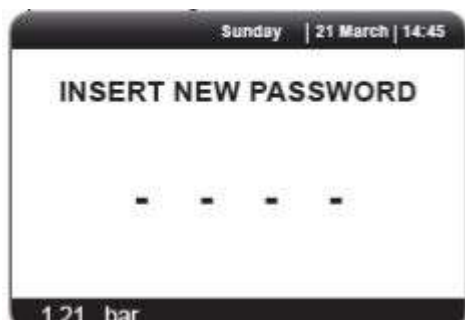 Sunday | 21 March | 14:45
INSERT NEW PASSWORD
- - - -
1.21 bar